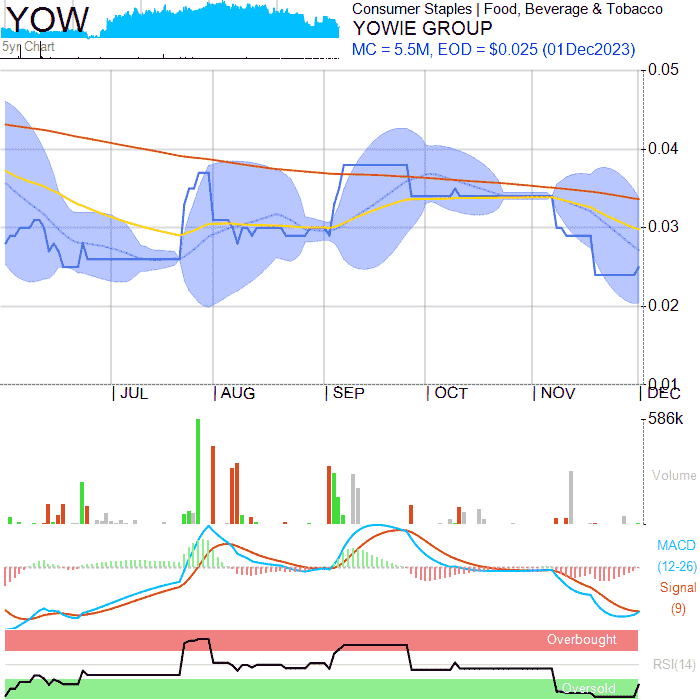 YOW
Consumer Staples | Food, Beverage & Tobacco
YOWIE GROUP
5yr Chart
MC = 5.5M, EOD = $0.025 (01Dec2023)
0.05
0.04
0.03
0.02
0.01
JUL AUG SEP OCT NOV DEC
586k
Volume
MACD
(12-26)
Signal
(9)
Overbought
RSI(14)
Oversold